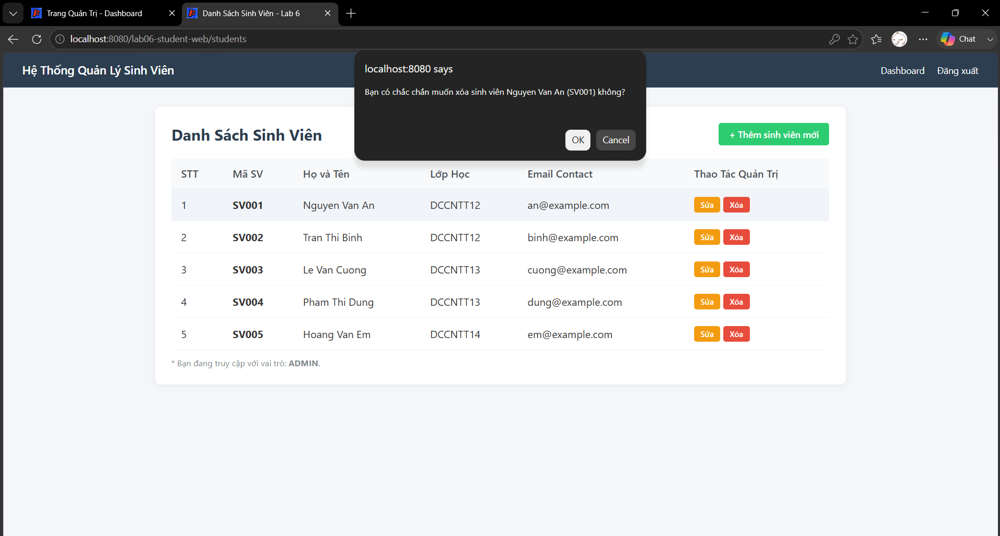 Trang Quản Trị - Dashboard
Danh Sách Sinh Viên - Lab 6
localhost:8080/lab06-student-web/students
Chat
Hệ Thống Quản Lý Sinh Viên
Dashboard Đăng xuất
localhost:8080 says
Bạn có chắc chắn muốn xóa sinh viên Nguyen Van An (SV001) không?
OK Cancel
Danh Sách Sinh Viên
+ Thêm sinh viên mới
STT Mã SV Họ và Tên Lớp Học Email Contact Thao Tác Quản Trị
1 SV001 Nguyen Van An DCCNTT12 an@example.com Sửa Xóa
2 SV002 Tran Thi Binh DCCNTT12 binh@example.com Sửa Xóa
3 SV003 Le Van Cuong DCCNTT13 cuong@example.com Sửa Xóa
4 SV004 Pham Thi Dung DCCNTT13 dung@example.com Sửa Xóa
5 SV005 Hoang Van Em DCCNTT14 em@example.com Sửa Xóa
* Bạn đang truy cập với vai trò: ADMIN.